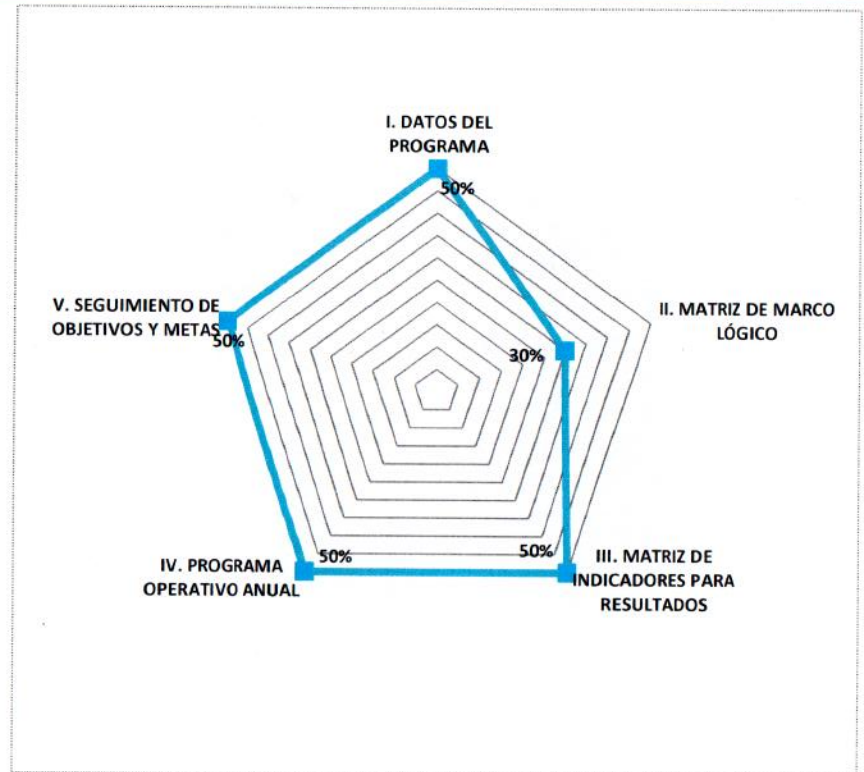 I. DATOS DEL
PROGRAMA
50%
II. MATRIZ DE MARCO
LÓGICO
30%
V. SEGUIMIENTO DE
OBJETIVOS Y METAS
50%
III. MATRIZ DE
INDICADORES PARA
RESULTADOS
50%
IV. PROGRAMA
OPERATIVO ANUAL
50%